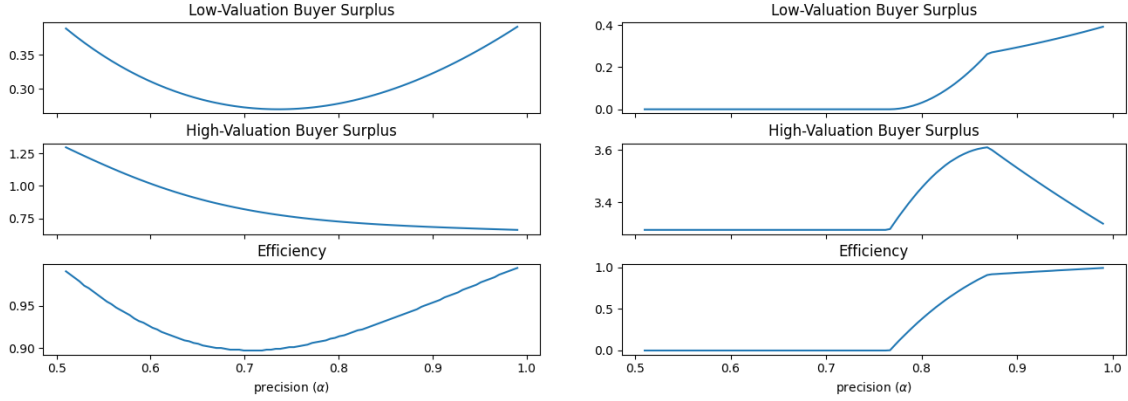 Low-Valuation Buyer Surplus
0.35
0.30
High-Valuation Buyer Surplus
1.25
1.00
0.75
Efficiency
0.95
0.90
0.5 0.6 0.7 0.8 0.9 1.0
precision (α)
Low-Valuation Buyer Surplus
0.4
0.2
0.0
High-Valuation Buyer Surplus
3.6
3.4
Efficiency
1.0
0.5
0.0
0.5 0.6 0.7 0.8 0.9 1.0
precision (α)